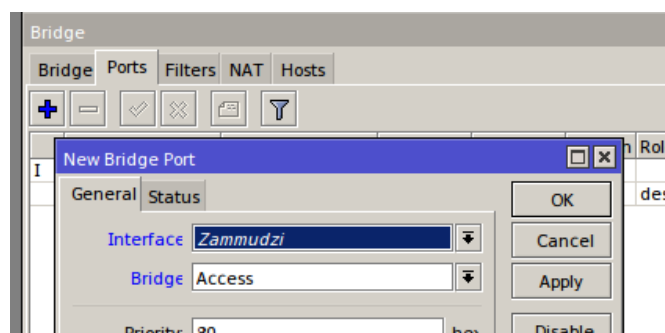 Bridge
Bridge Ports Filters NAT Hosts
Rol
New Bridge Port
I
General Status
OK
des
Interface Zammudzi
Cancel
Bridge Access
Apply
Priority: 80
hex
Disable